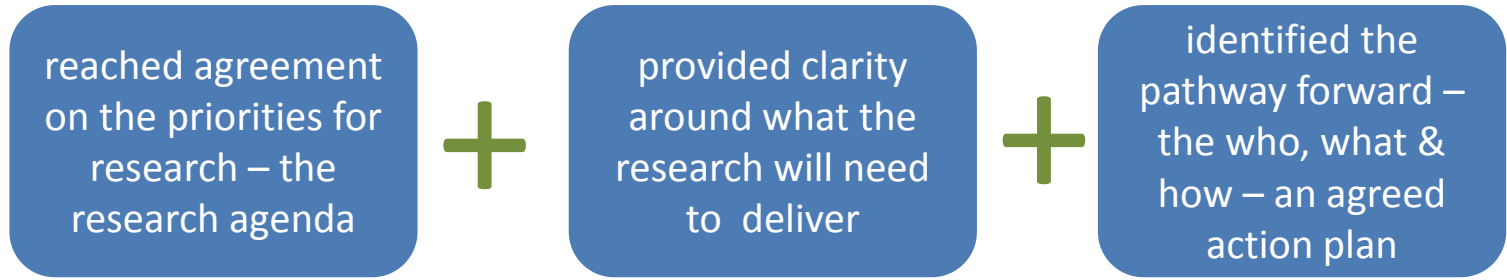 reached agreement
on the priorities for
research – the
research agenda
provided clarity
around what the
research will need
to deliver
identified the
pathway forward –
the who, what &
how – an agreed
action plan